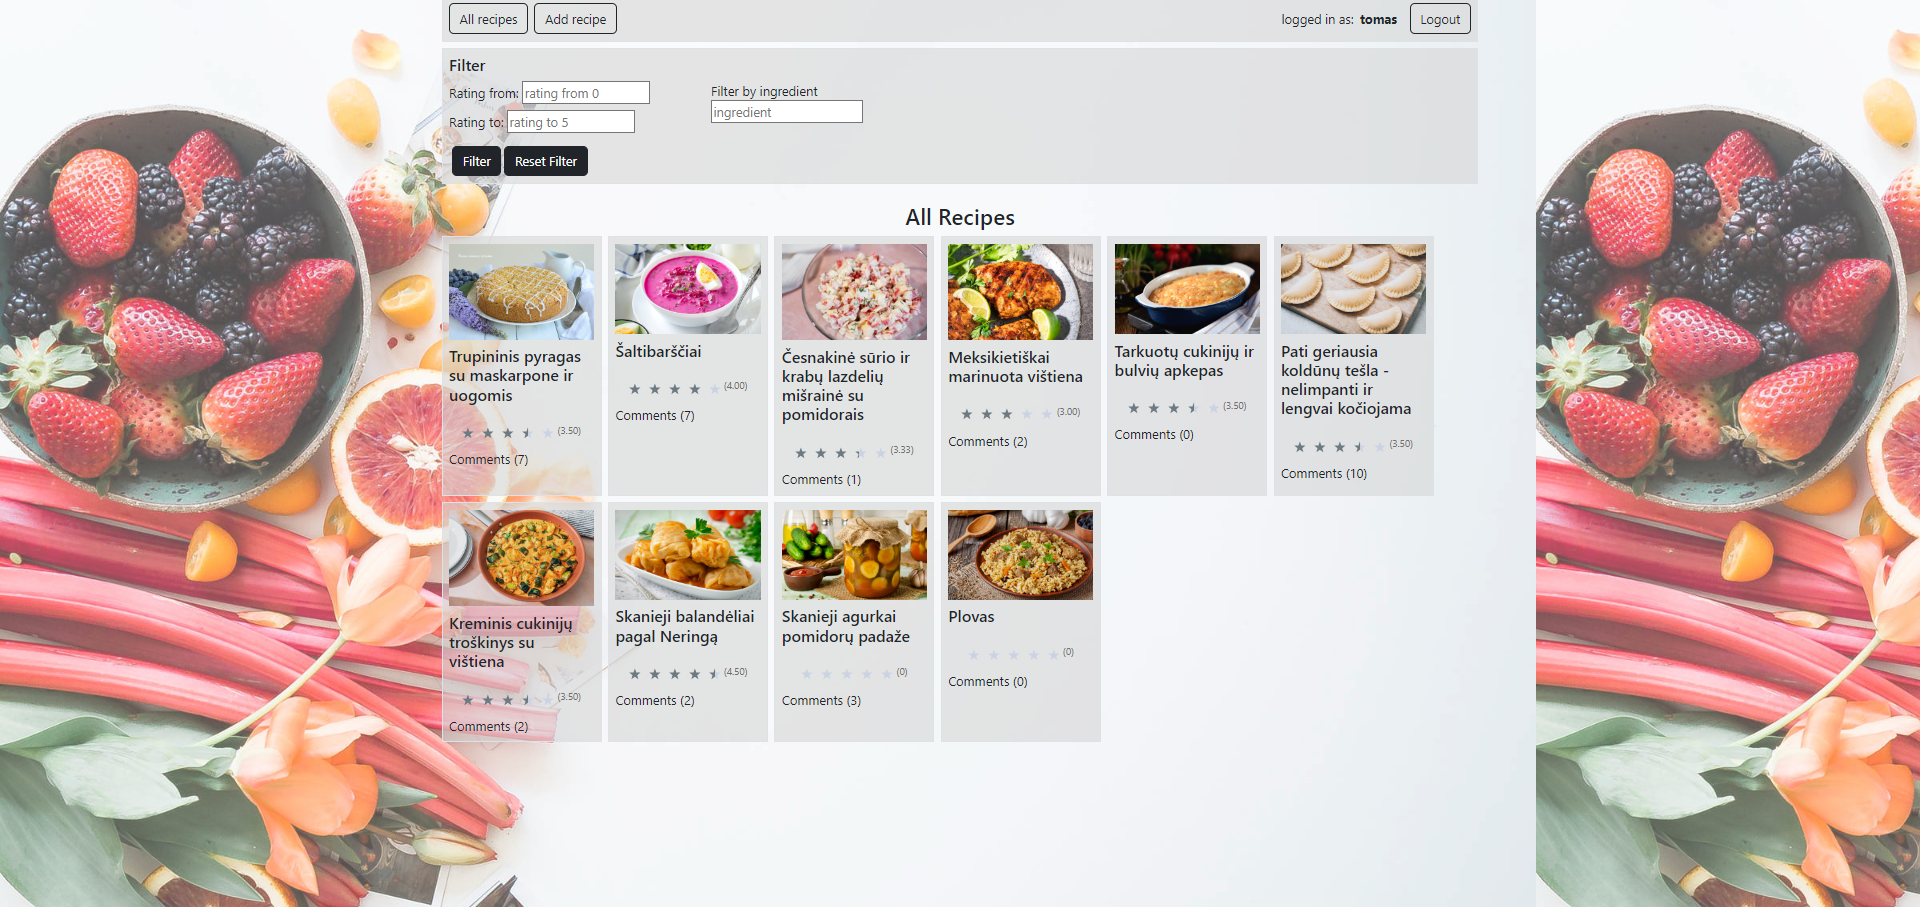 All recipes Add recipe logged in as: tomas Logout
Filter
Rating from: rating from 0
Rating to: rating to 5
Filter by ingredient
ingredient
Filter Reset Filter
All Recipes
Trupininis pyragas
su maskarpone ir
uogomis
(3.50)
Comments (7)
Šaltibarščiai
(4.00)
Comments (7)
Česnakinė sūrio ir
krabų lazdelių
mišrainė su
pomidorais
(3.33)
Comments (1)
Meksikietiškai
marinuota vištiena
(3.00)
Comments (2)
Tarkuotų cukinijų ir
bulvių apkepas
(3.50)
Comments (0)
Pati geriausia
koldūnų tešla -
nelimpanti ir
lengvai kočiojama
(3.50)
Comments (10)
Kreminis cukinijų
troškinys su
vištiena
(3.50)
Comments (2)
Skanieji balandėliai
pagal Neringą
(4.50)
Comments (2)
Skanieji agurkai
pomidorų padaže
(0)
Comments (3)
Plovas
(0)
Comments (0)